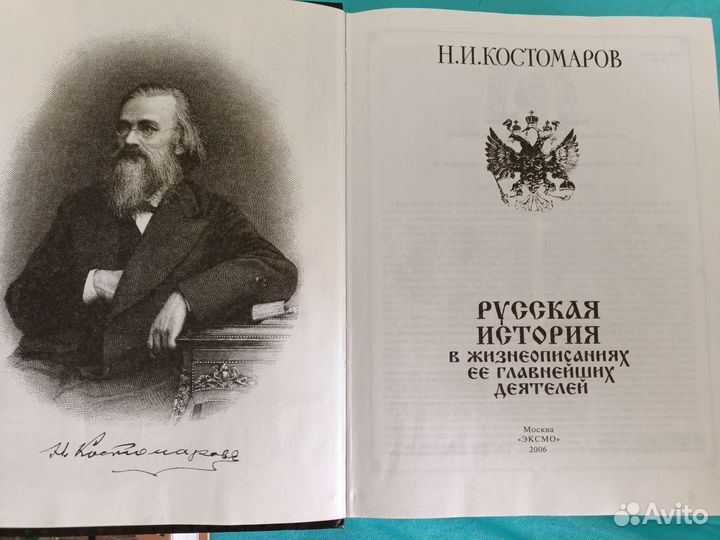 Н. Костомаровъ
Н.И.КОСТОМАРОВ
РУССКАЯ
ИСТОРИЯ
В ЖИЗНЕОПИСАНИЯХ
ЕЕ ГЛАВНЕЙШИХ
ДЕЯТЕЛЕЙ
Москва
«ЭКСМО»
2006
Avito